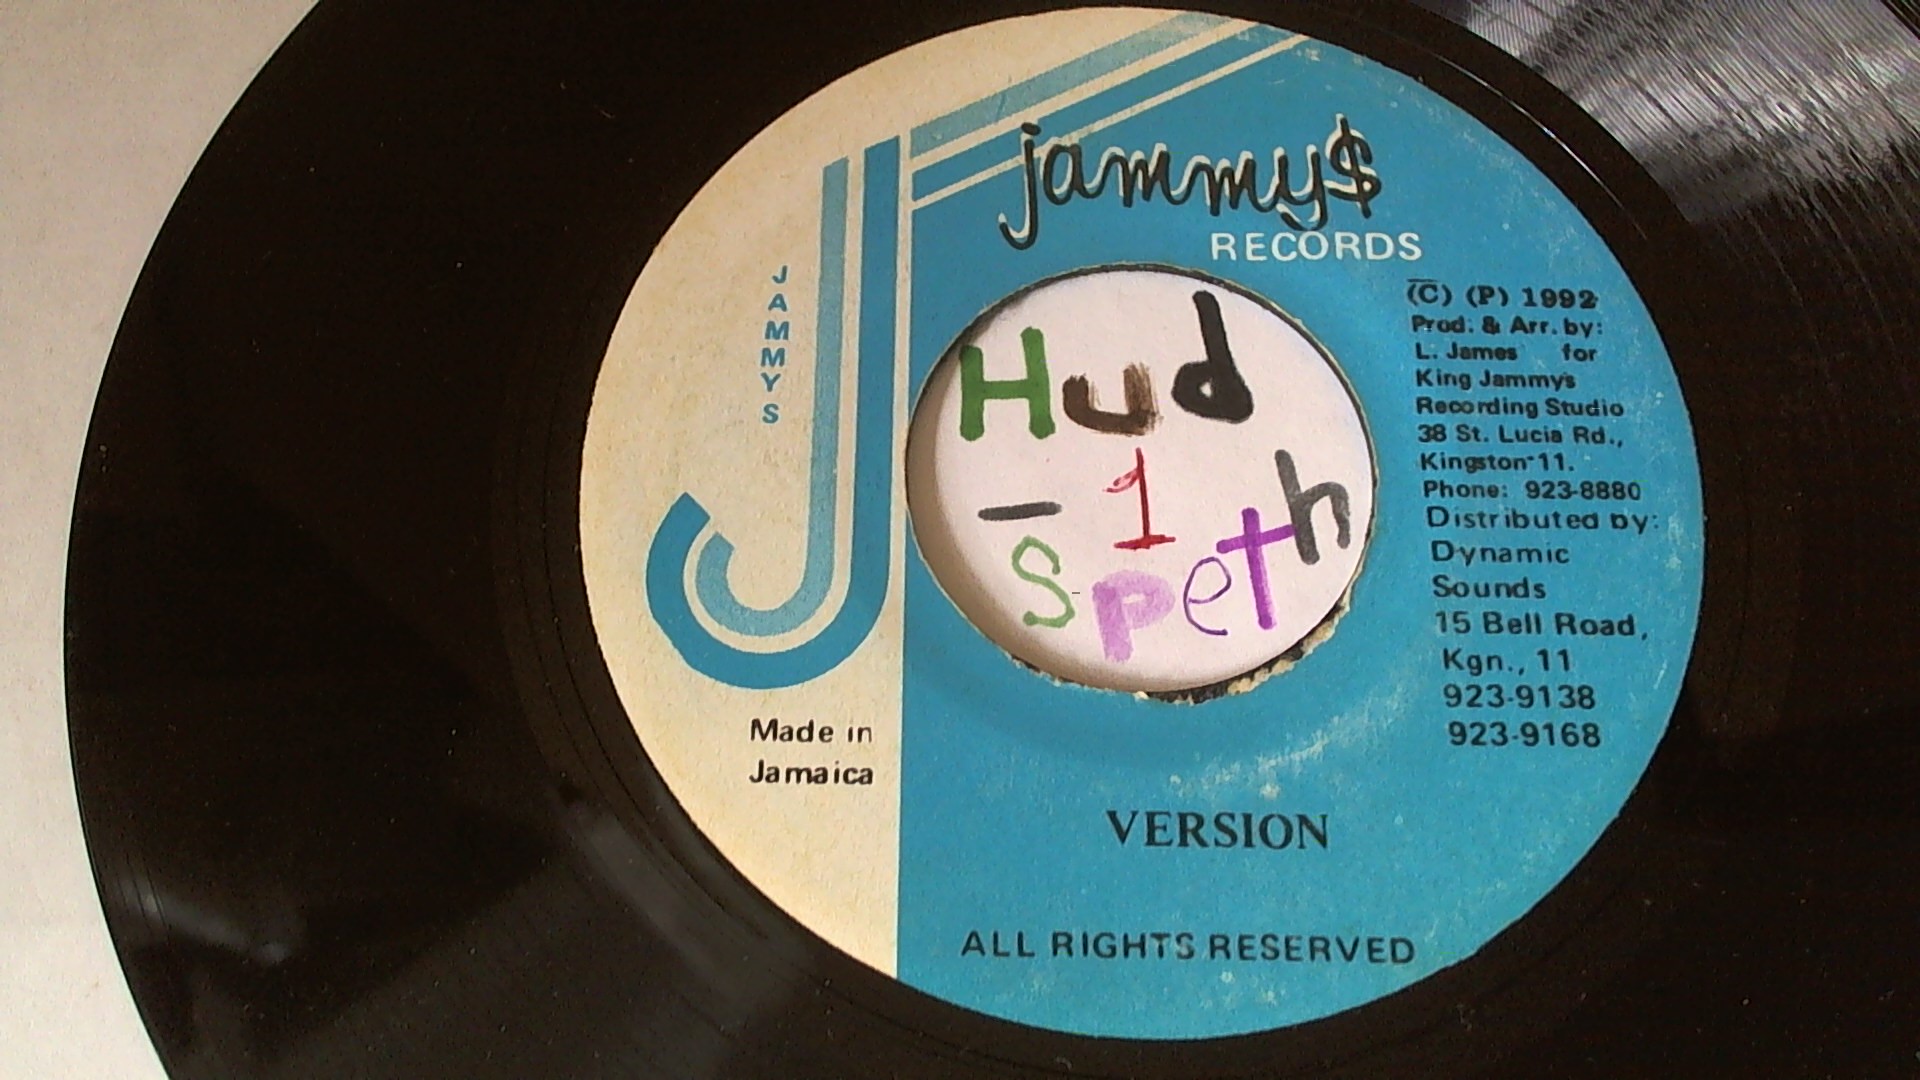 jammy$
RECORDS
JAMMYS
(C) (P) 1992
Prod. & Arr. by:
L. James for
King Jammy's
Recording Studio
38 St. Lucia Rd.,
Kingston 11.
Phone: 923-8880
Distributed by:
Dynamic
Sounds
15 Bell Road,
Kgn., 11
923-9138
923-9168
Hud
- 1
Speth
Made in
Jamaica
VERSION
ALL RIGHTS RESERVED